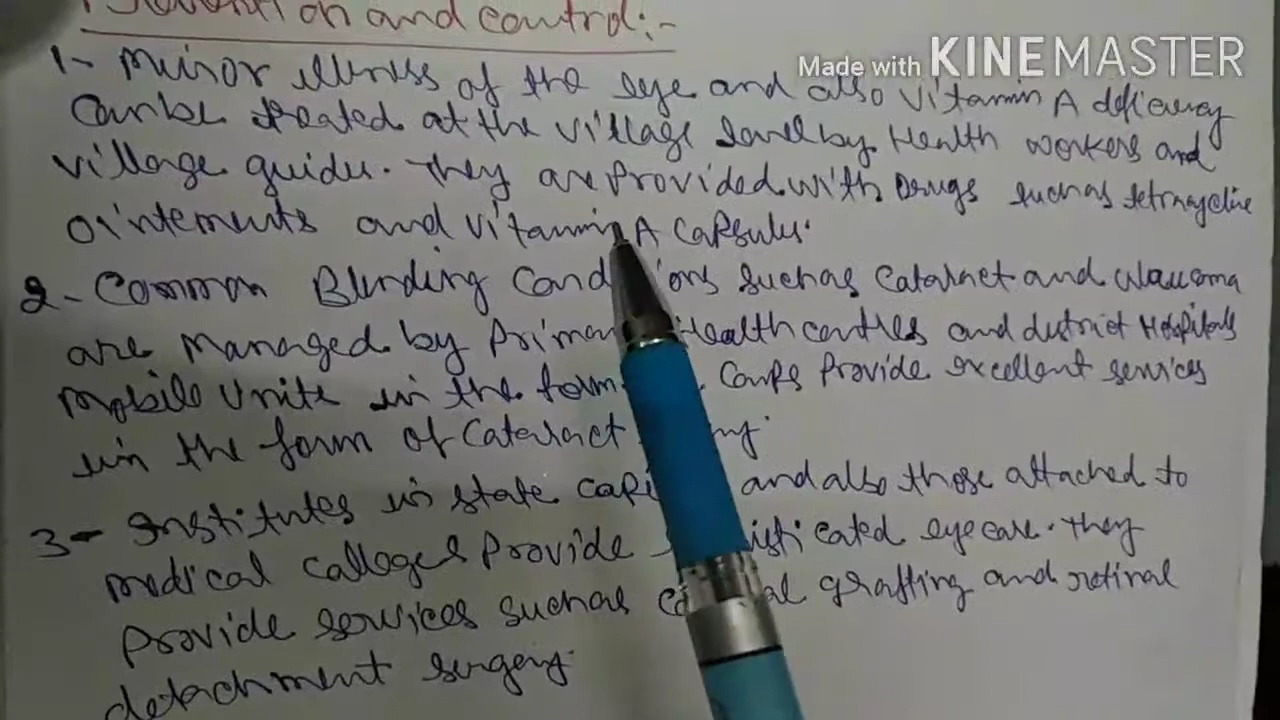 and control:-
Made with KINEMASTER
1- Minor illness of the eye and also Vitamin A deficiency
Can be treated at the village level by Health workers and
village guides. They are Provided with Drugs such as tetracycline
ointements and vitamin A Capsules.
2- Common Blinding Cond ions such as Cataract and Glaucoma
are managed by Prima Health centres and district Hospitals
mobile Units in the form Camps Provide excellent services
in the form of Cataract
3- Institutes in state Capi and also those attached to
medical colleges Provide isticated eye care. They
Provide services such as al grafting and retinal
detachment surgery.